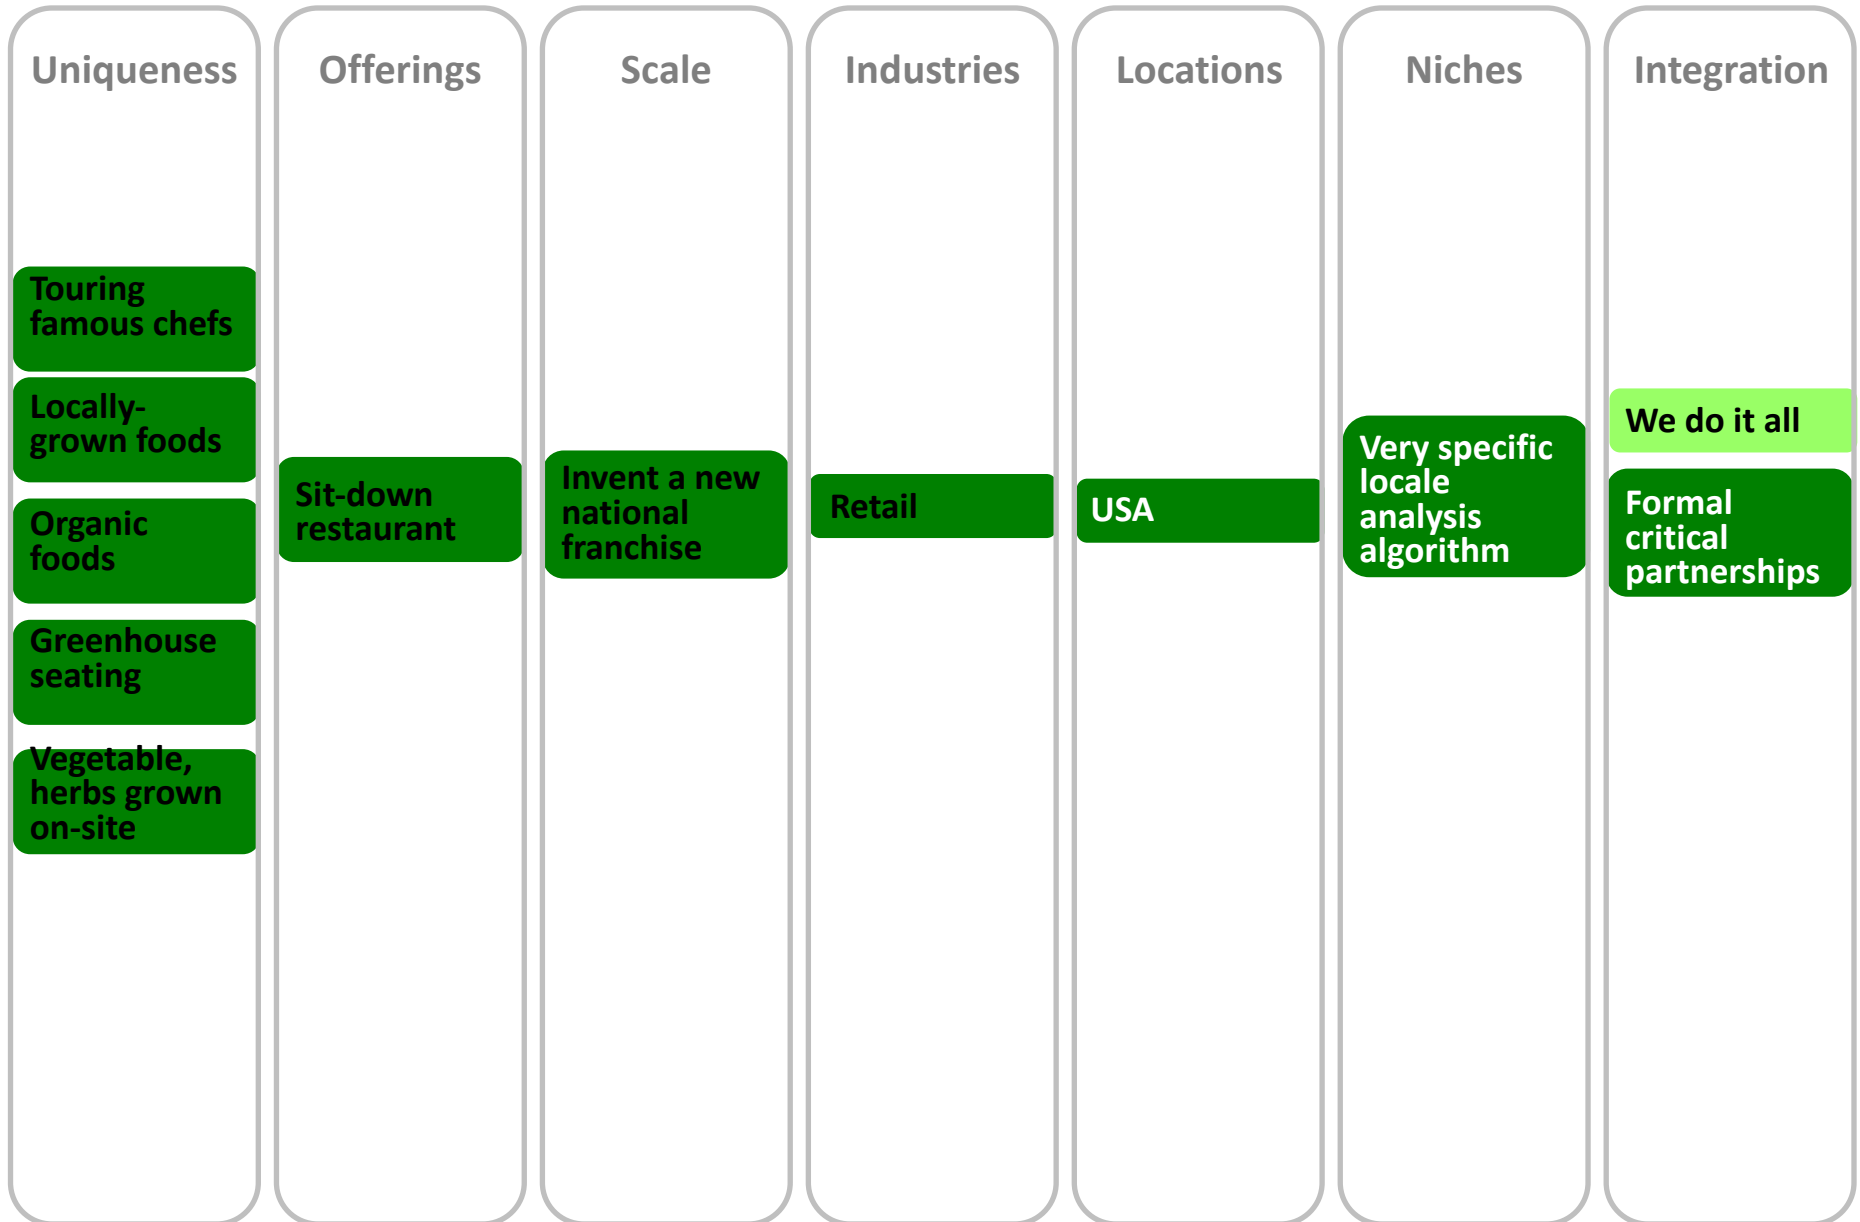 Uniqueness
Offerings
Scale
Industries
Locations
Niches
Integration
Touring
famous chefs
Locally-
grown foods
Organic
foods
Greenhouse
seating
Vegetable,
herbs grown
on-site
Sit-down
restaurant
Invent a new
national
franchise
Retail
USA
Very specific
locale
analysis
algorithm
We do it all
Formal
critical
partnerships